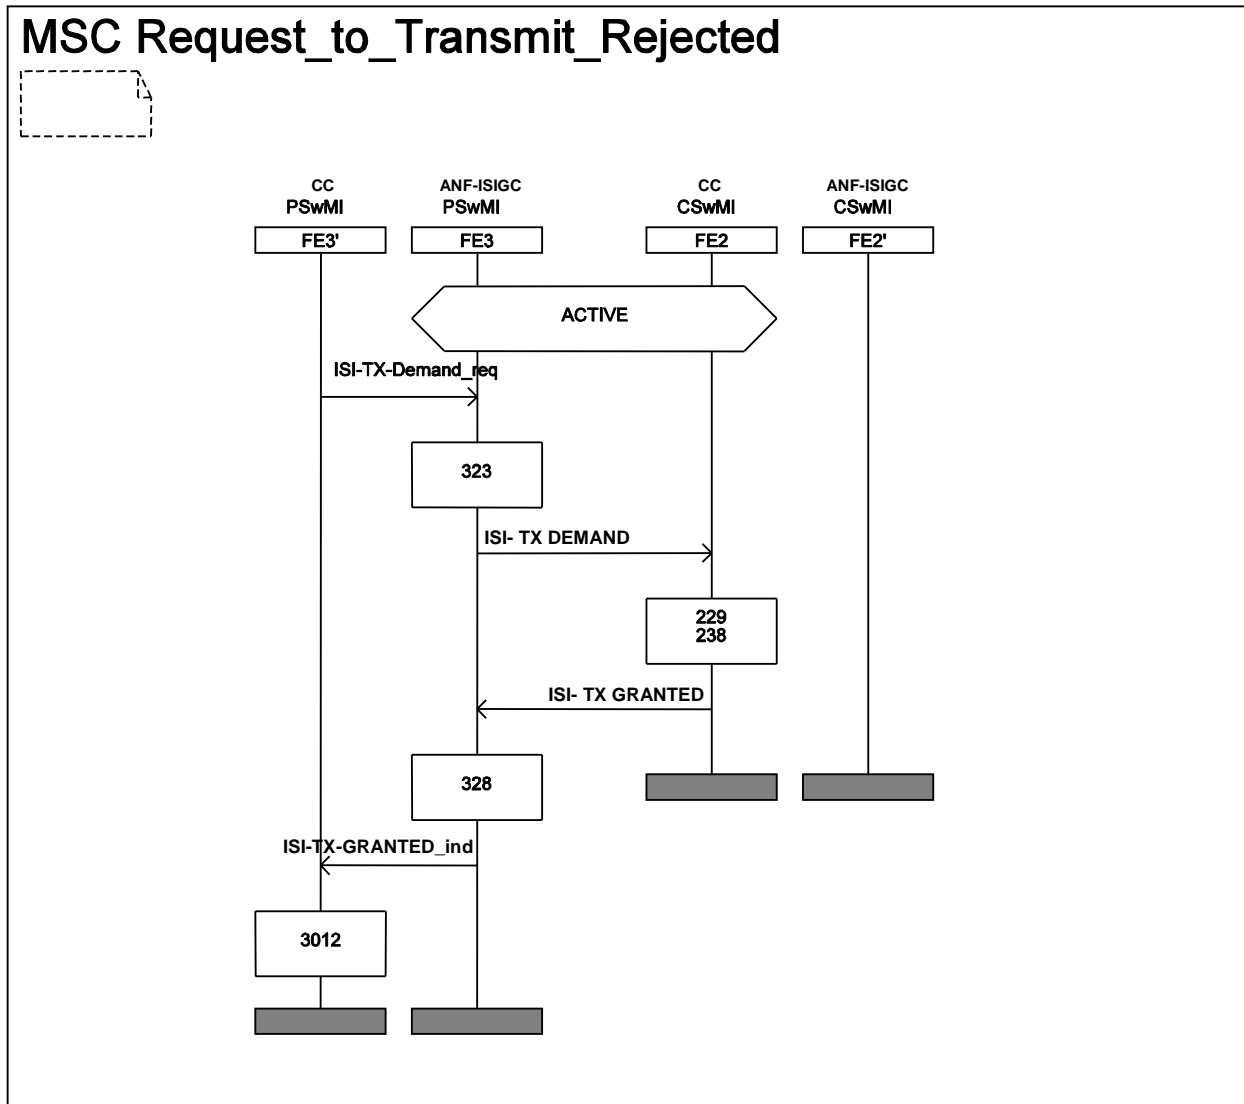 MSC Request_to_Transmit_Rejected
CC
PSwMI
FE3'
ANF-ISIGC
PSwMI
FE3
CC
CSwMI
FE2
ANF-ISIGC
CSwMI
FE2'
ACTIVE
ISI-TX-Demand_req
323
ISI- TX DEMAND
229
238
ISI- TX GRANTED
328
ISI-TX-GRANTED_ind
3012